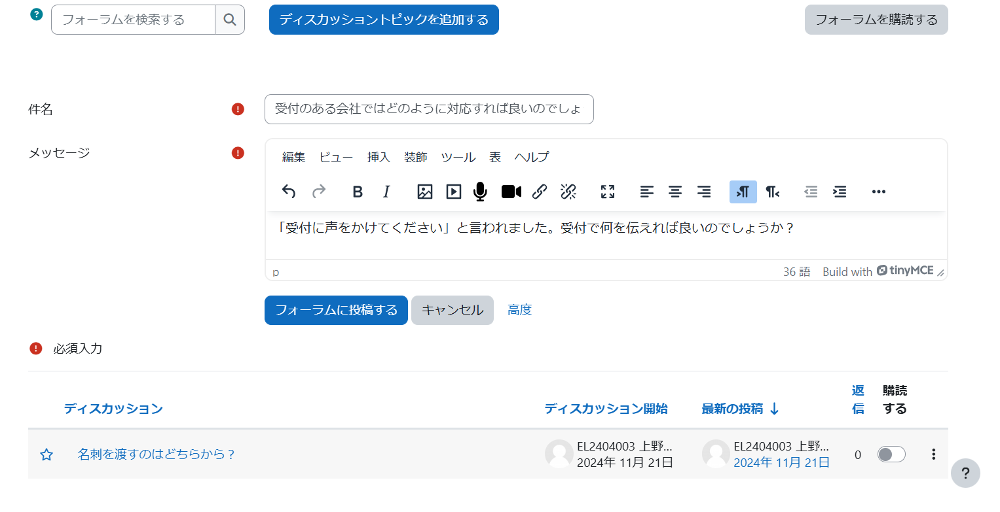 フォーラムを検索する
ディスカッショントピックを追加する
フォーラムを購読する
件名
受付のある会社ではどのように対応すれば良いのでしょ
メッセージ
編集 ビュー 挿入 装飾 ツール 表 ヘルプ
B I
「受付に声をかけてください」と言われました。受付で何を伝えれば良いのでしょうか？
p
36 語 Build with tinyMCE
フォーラムに投稿する キャンセル 高度
必須入力
ディスカッション ディスカッション開始 最新の投稿 ↓ 返信 購読する
名刺を渡すのはどちらから？
EL2404003 上野...
2024年 11月 21日
EL2404003 上野...
2024年 11月 21日
0
?